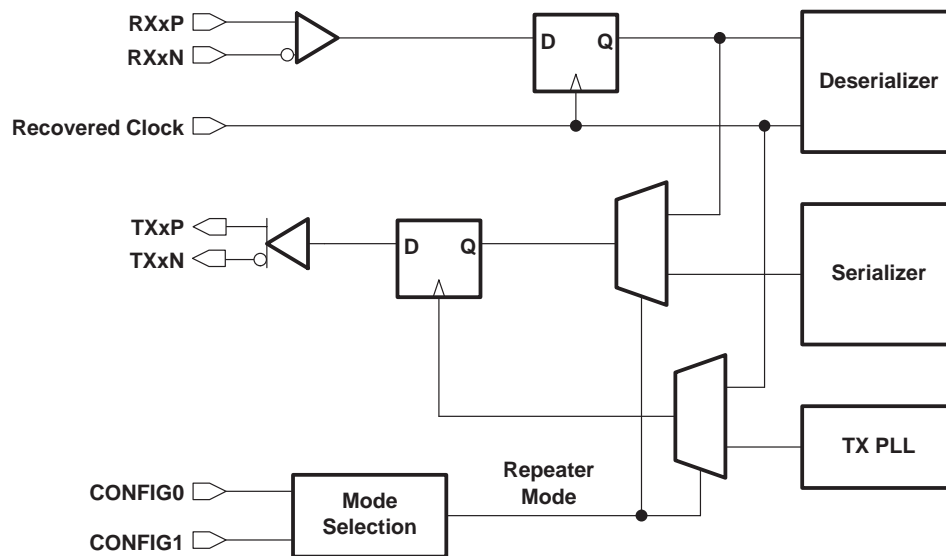 RXxP
RXxN
D
Q
Deserializer
Recovered Clock
TXxP
TXxN
D
Q
Serializer
TX PLL
CONFIG0
CONFIG1
Mode
Selection
Repeater
Mode